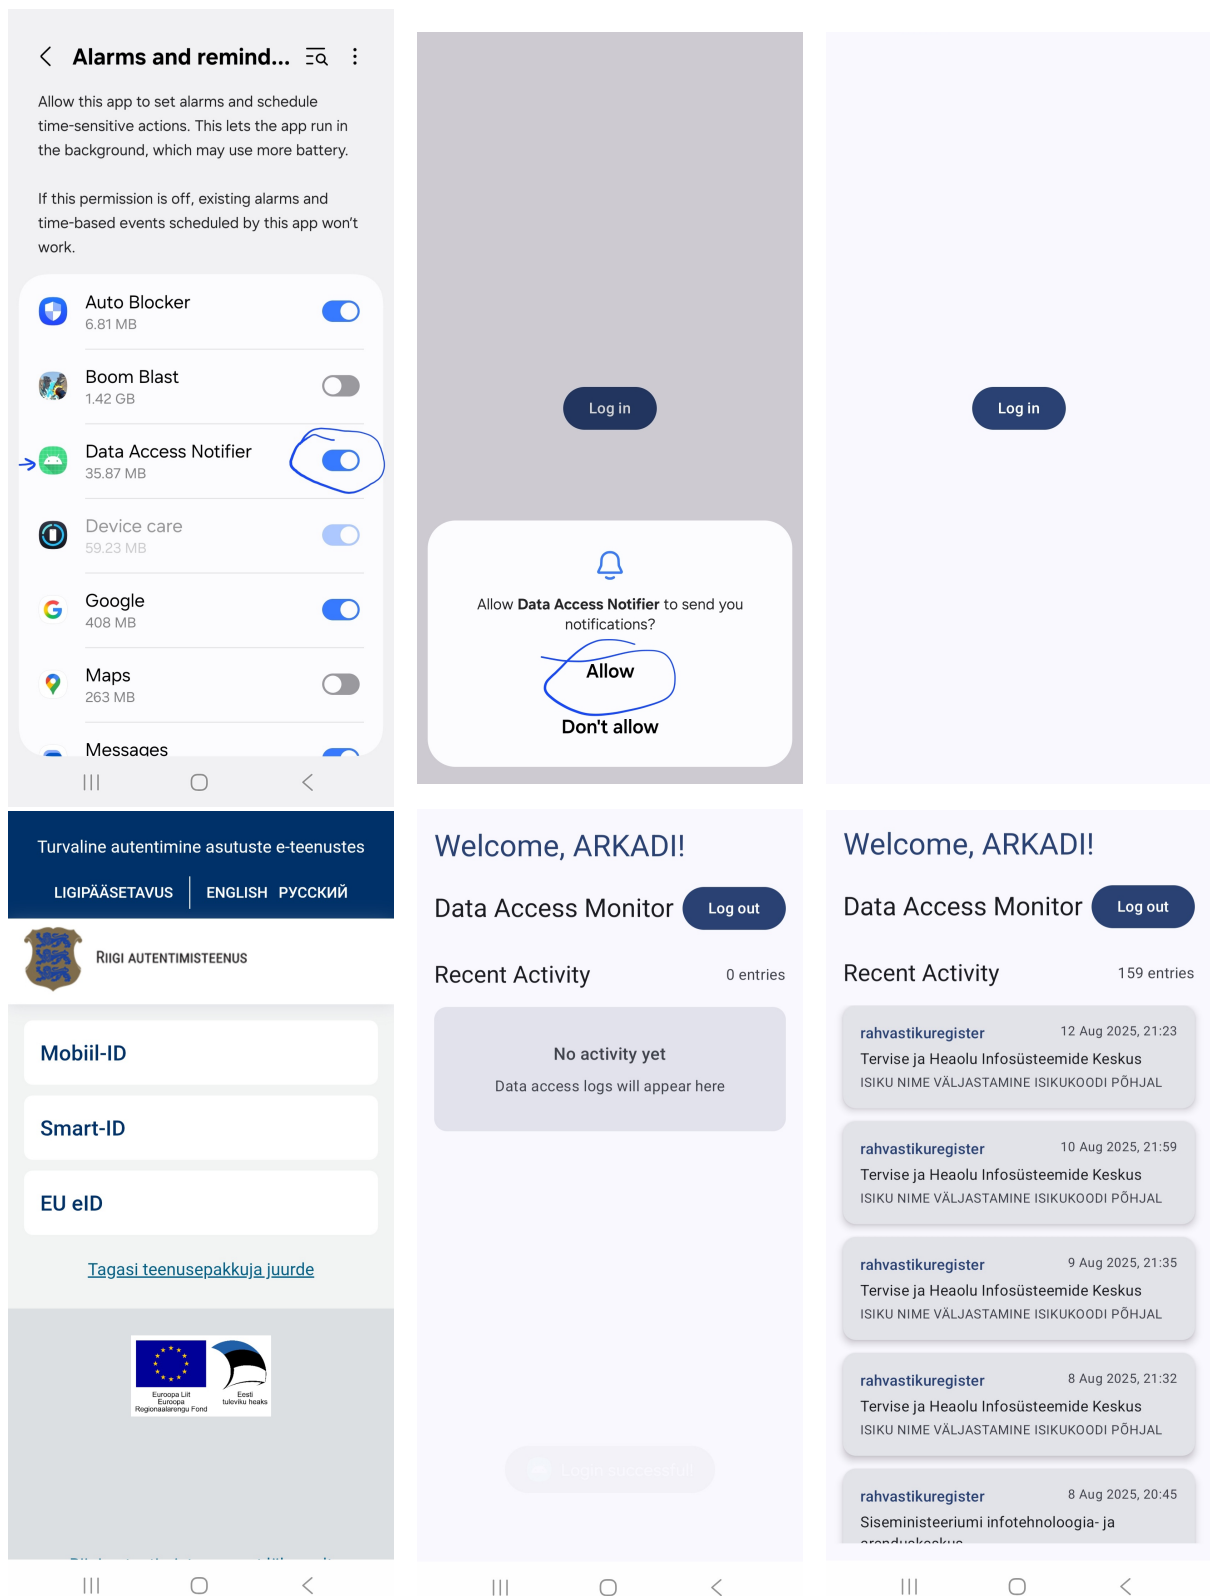 Alarms and remind...
Allow this app to set alarms and schedule
time-sensitive actions. This lets the app run in
the background, which may use more battery.
If this permission is off, existing alarms and
time-based events scheduled by this app won't
work.
Auto Blocker
6.81 MB
Boom Blast
1.42 GB
Data Access Notifier
35.87 MB
Device care
59.23 MB
Google
408 MB
Maps
263 MB
Messages
Log in
Allow Data Access Notifier to send you
notifications?
Allow
Don't allow
Log in
Turvaline autentimine asutuste e-teenustes
LIGIPÄÄSETAVUS ENGLISH РУССКИЙ
RIIGI AUTENTIMISTEENUS
Mobiil-ID
Smart-ID
EU eID
Tagasi teenusepakkuja juurde
Euroopa Liit
Euroopa
Regionaalarengu Fond
Eesti
tuleviku heaks
Welcome, ARKADI!
Data Access Monitor Log out
Recent Activity 0 entries
No activity yet
Data access logs will appear here
Login successful!
Welcome, ARKADI!
Data Access Monitor Log out
Recent Activity 159 entries
rahvastikuregister 12 Aug 2025, 21:23
Tervise ja Heaolu Infosüsteemide Keskus
ISIKU NIME VÄLJASTAMINE ISIKUKOODI PÕHJAL
rahvastikuregister 10 Aug 2025, 21:59
Tervise ja Heaolu Infosüsteemide Keskus
ISIKU NIME VÄLJASTAMINE ISIKUKOODI PÕHJAL
rahvastikuregister 9 Aug 2025, 21:35
Tervise ja Heaolu Infosüsteemide Keskus
ISIKU NIME VÄLJASTAMINE ISIKUKOODI PÕHJAL
rahvastikuregister 8 Aug 2025, 21:32
Tervise ja Heaolu Infosüsteemide Keskus
ISIKU NIME VÄLJASTAMINE ISIKUKOODI PÕHJAL
rahvastikuregister 8 Aug 2025, 20:45
Siseministeeriumi infotehnoloogia- ja
arenduskeskus